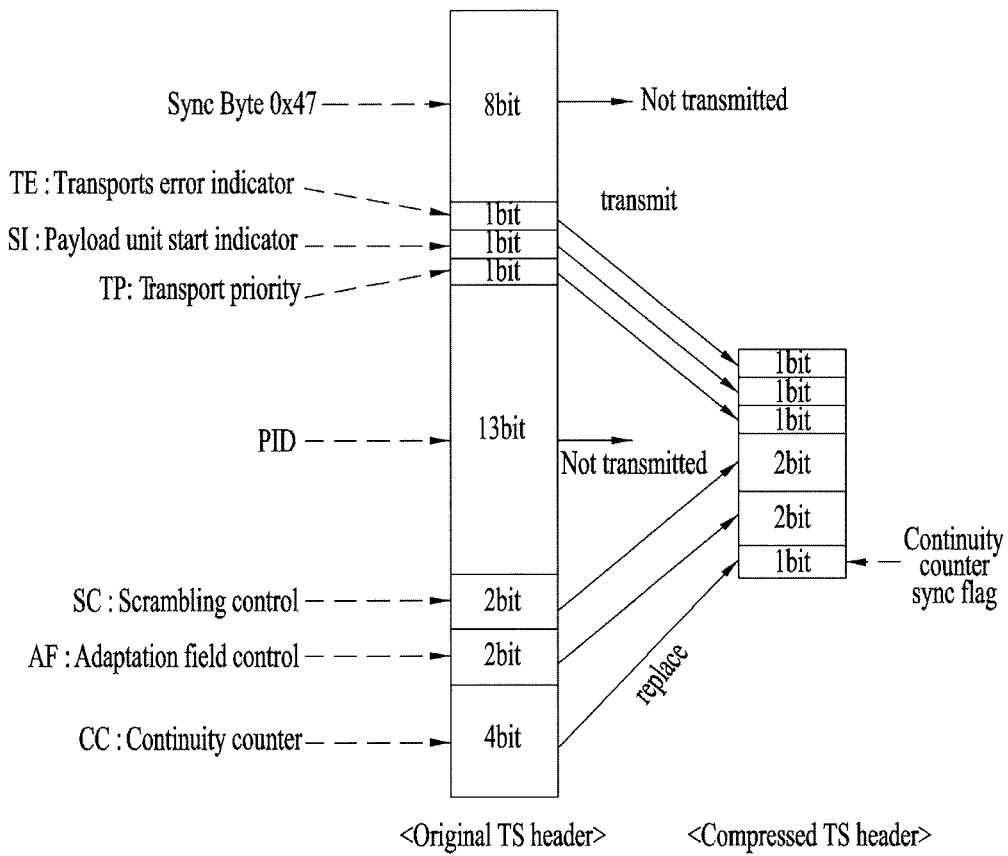 Sync Byte 0x47
8bit
Not transmitted
TE : Transports error indicator
1bit
transmit
SI : Payload unit start indicator
1bit
TP: Transport priority
1bit
1bit
1bit
1bit
PID
13bit
Not transmitted
2bit
2bit
1bit
Continuity
counter
sync flag
SC : Scrambling control
2bit
AF : Adaptation field control
2bit
replace
CC : Continuity counter
4bit
<Original TS header>
<Compressed TS header>